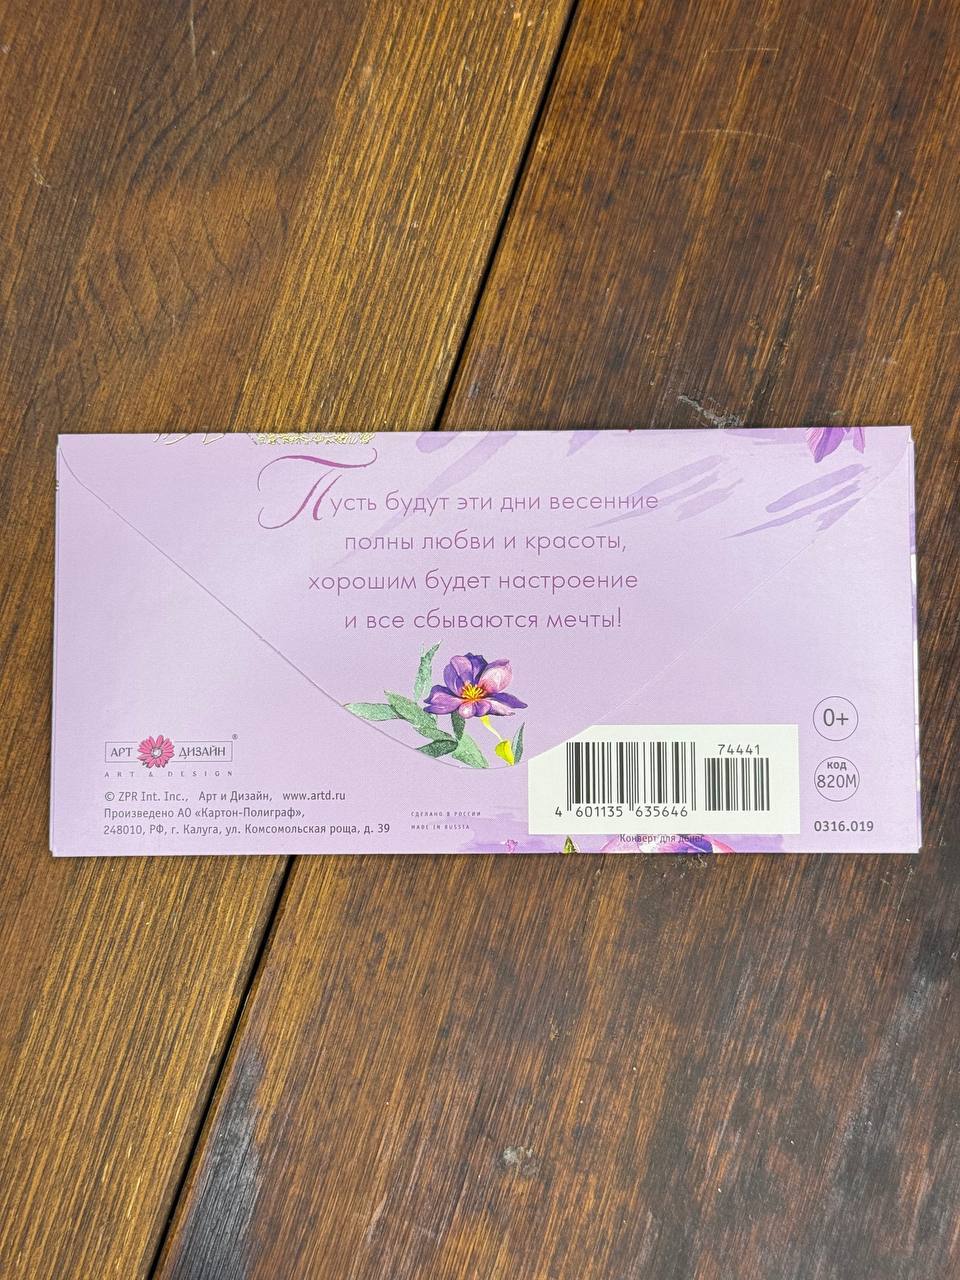 Пусть будут эти дни весенние
полны любви и красоты,
хорошим будет настроение
и все сбываются мечты!
АРТ ДИЗАЙН®
ART & DESIGN
© ZPR Int. Inc., Арт и Дизайн, www.artd.ru
Произведено АО «Картон-Полиграф»,
248010, РФ, г. Калуга, ул. Комсомольская роща, д. 39
СДЕЛАНО В РОССИИ
MADE IN RUSSIA
74441
4 601135 635646
Конверт для денег
0+
код
820М
0316.019